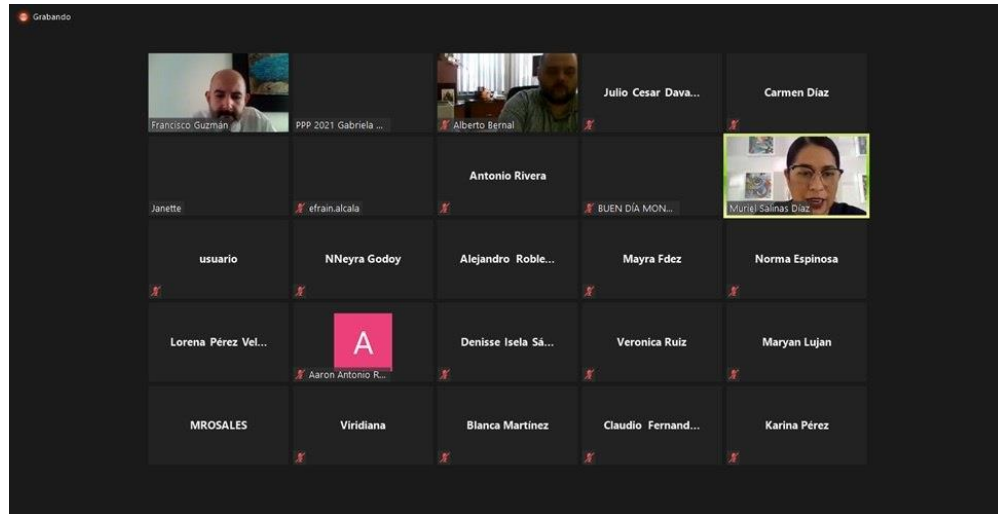 Grabando
Francisco Guzmán
PPP 2021 Gabriela ...
Alberto Bernal
Julio Cesar Dava...
Carmen Díaz
Janette
efrain.alcala
Antonio Rivera
BUEN DÍA MON...
Muriel Salinas Díaz
usuario
NNeyra Godoy
Alejandro Roble...
Mayra Fdez
Norma Espinosa
Lorena Pérez Vel...
A
Aaron Antonio R...
Denisse Isela Sá...
Veronica Ruiz
Maryan Lujan
MROSALES
Viridiana
Blanca Martínez
Claudio Fernand...
Karina Pérez